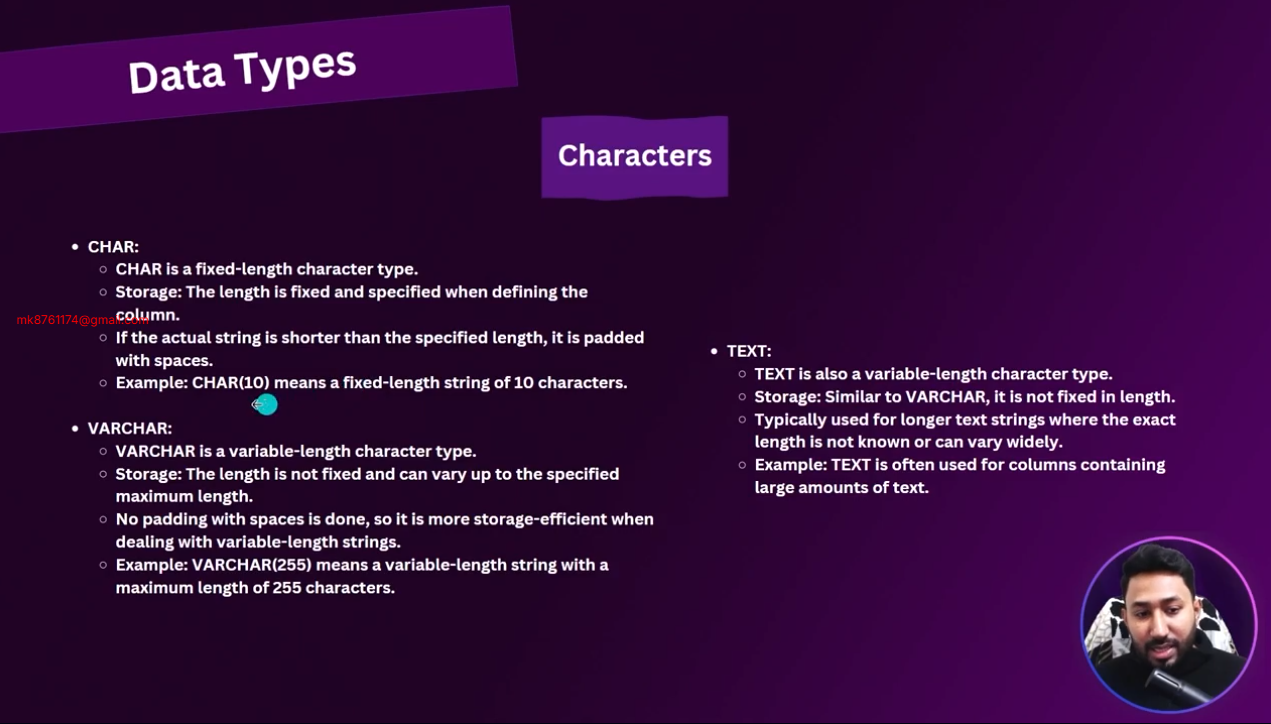 Data Types
Characters
• CHAR:
○ CHAR is a fixed-length character type.
○ Storage: The length is fixed and specified when defining the
column.
mk8761174@gmail.com
○ If the actual string is shorter than the specified length, it is padded
with spaces.
○ Example: CHAR(10) means a fixed-length string of 10 characters.
• VARCHAR:
○ VARCHAR is a variable-length character type.
○ Storage: The length is not fixed and can vary up to the specified
maximum length.
○ No padding with spaces is done, so it is more storage-efficient when
dealing with variable-length strings.
○ Example: VARCHAR(255) means a variable-length string with a
maximum length of 255 characters.
• TEXT:
○ TEXT is also a variable-length character type.
○ Storage: Similar to VARCHAR, it is not fixed in length.
○ Typically used for longer text strings where the exact
length is not known or can vary widely.
○ Example: TEXT is often used for columns containing
large amounts of text.